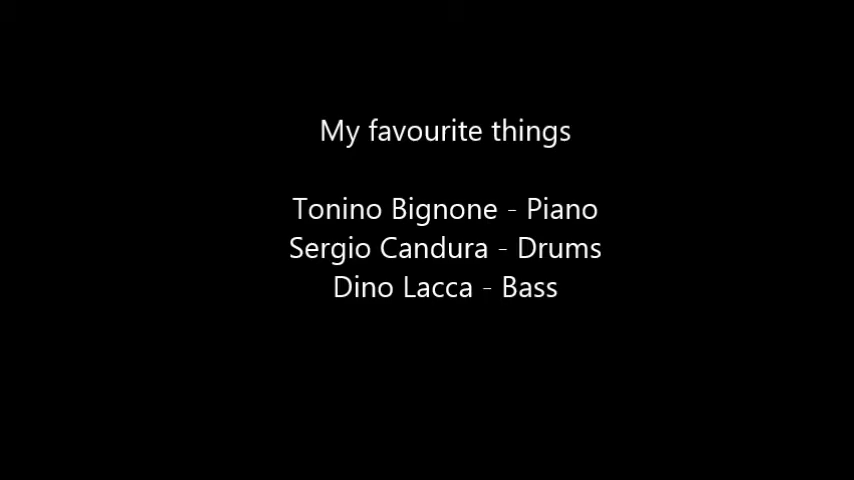 My favourite things
Tonino Bignone - Piano
Sergio Candura - Drums
Dino Lacca - Bass